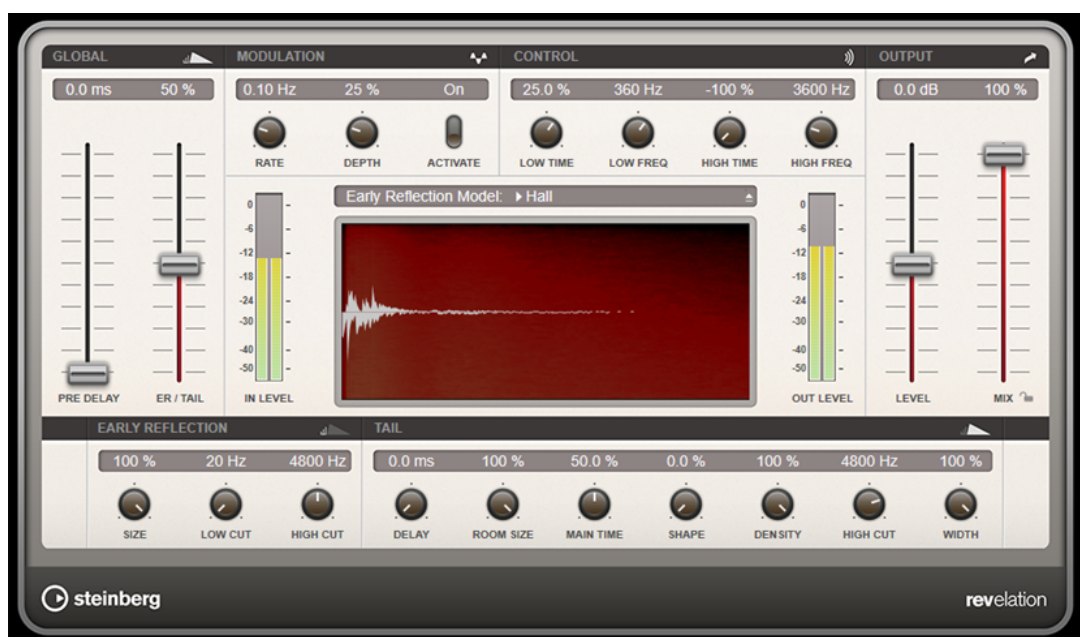 GLOBAL MODULATION CONTROL OUTPUT
0.0 ms 50 % 0.10 Hz 25 % On 25.0 % 360 Hz -100 % 3600 Hz 0.0 dB 100 %
RATE DEPTH ACTIVATE LOW TIME LOW FREQ HIGH TIME HIGH FREQ
Early Reflection Model: Hall
0 0
-6 -6
-12 -12
-18 -18
-24 -24
-30 -30
-40 -40
-50 -50
PRE DELAY ER / TAIL IN LEVEL OUT LEVEL LEVEL MIX
EARLY REFLECTION TAIL
100 % 20 Hz 4800 Hz 0.0 ms 100 % 50.0 % 0.0 % 100 % 4800 Hz 100 %
SIZE LOW CUT HIGH CUT DELAY ROOM SIZE MAIN TIME SHAPE DENSITY HIGH CUT WIDTH
steinberg revelation